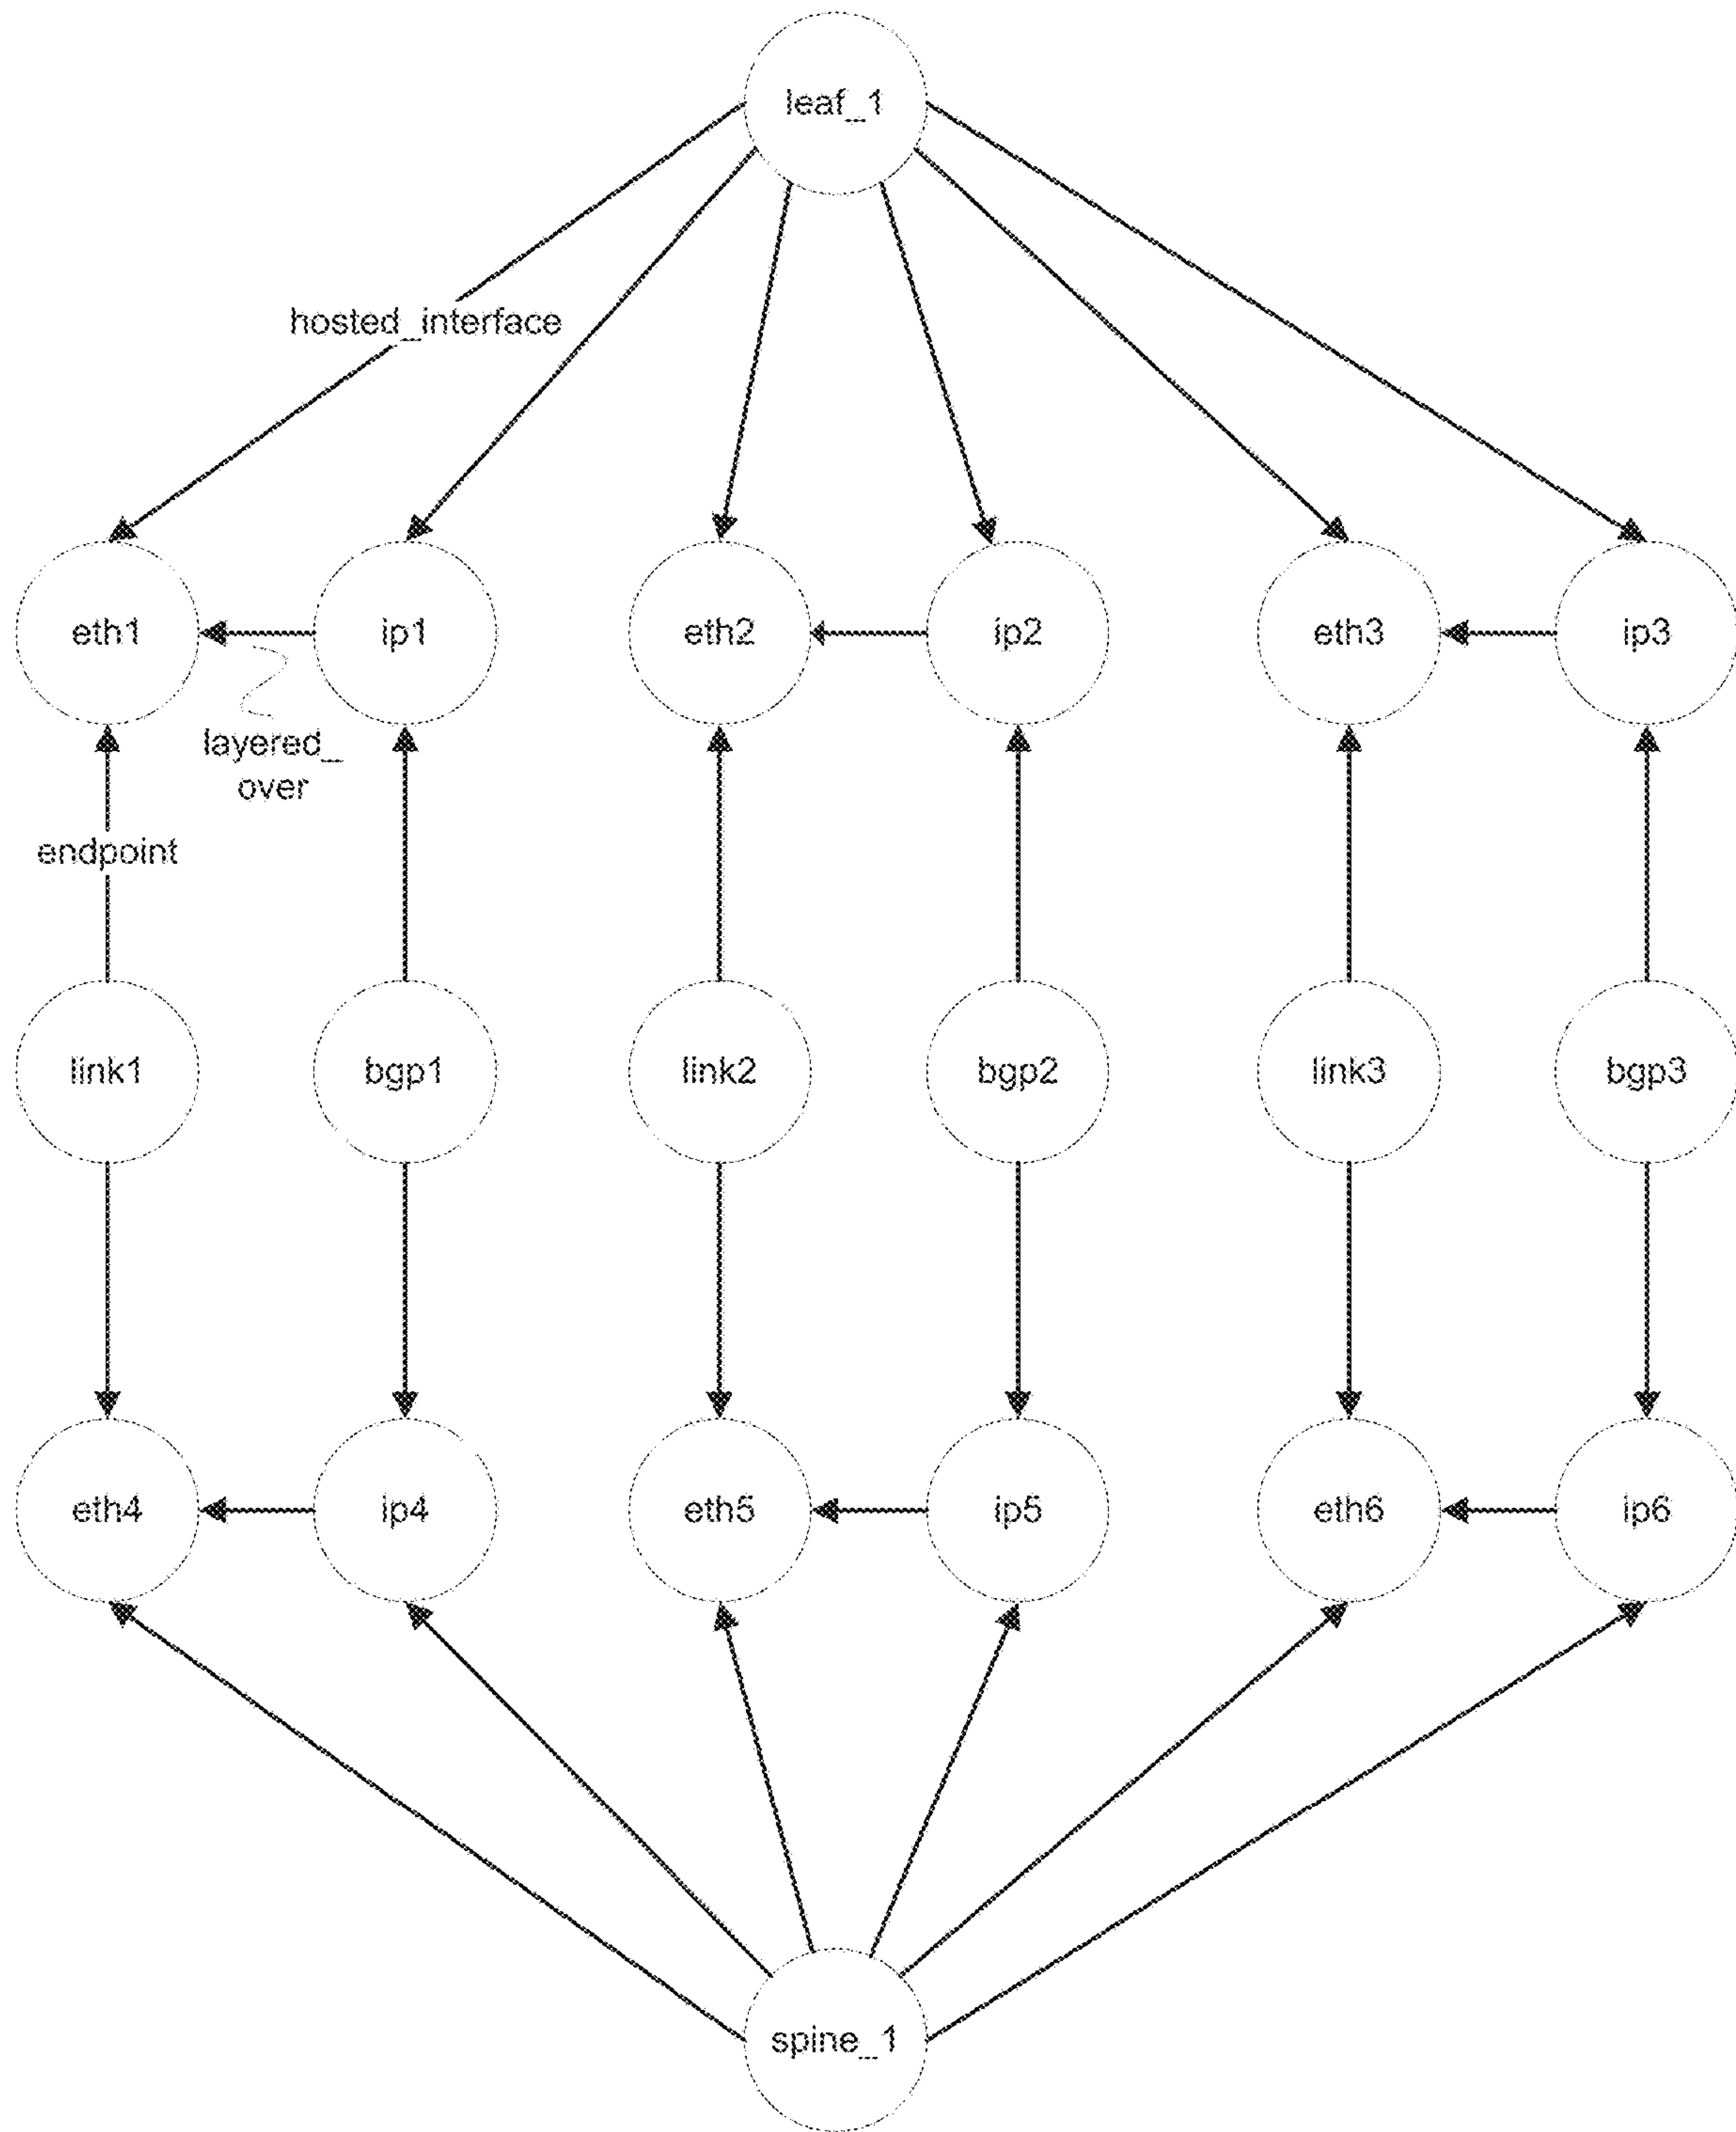 leaf_1
hosted_interface
eth1
ip1
eth2
ip2
eth3
ip3
layered_
over
endpoint
link1
bgp1
link2
bgp2
link3
bgp3
eth4
ip4
eth5
ip5
eth6
ip6
spine_1